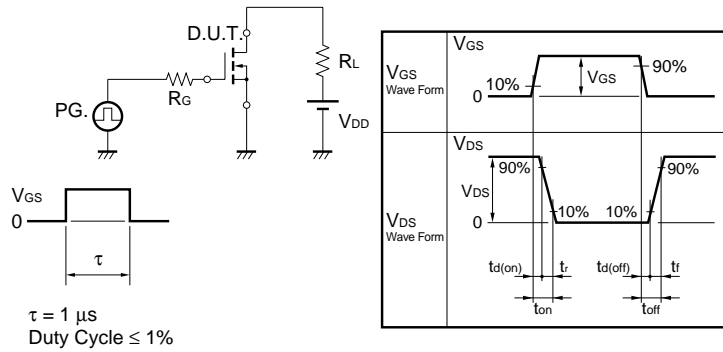 D.U.T.
RL
RG
PG.
VDD
VGS
0
τ
τ = 1 μs
Duty Cycle ≤ 1%
VGS
Wave Form
VGS
10%
VGS
90%
0
VDS
Wave Form
VDS
90%
VDS
90%
10%
10%
0
td(on)
tr
td(off)
tf
ton
toff